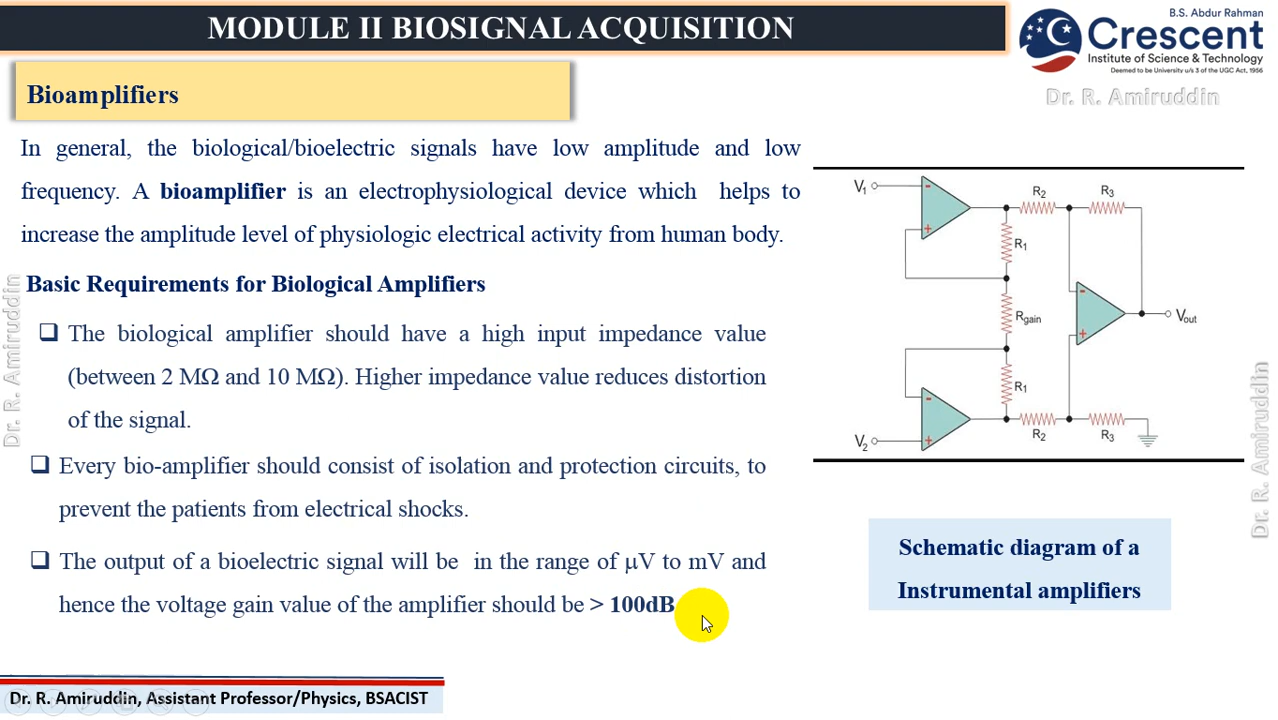 MODULE II BIOSIGNAL ACQUISITION
B.S. Abdur Rahman
Crescent
Institute of Science & Technology
Deemed to be University u/s 3 of the UGC Act, 1956
Dr. R. Amiruddin
Bioamplifiers
In general, the biological/bioelectric signals have low amplitude and low
frequency. A bioamplifier is an electrophysiological device which helps to
increase the amplitude level of physiologic electrical activity from human body.
Basic Requirements for Biological Amplifiers
❑ The biological amplifier should have a high input impedance value
(between 2 MΩ and 10 MΩ). Higher impedance value reduces distortion
of the signal.
❑ Every bio-amplifier should consist of isolation and protection circuits, to
prevent the patients from electrical shocks.
❑ The output of a bioelectric signal will be in the range of μV to mV and
hence the voltage gain value of the amplifier should be > 100dB
V1
-
+
R2
R3
R1
Rgain
-
+
Vout
R1
-
+
V2
R2
R3
Schematic diagram of a
Instrumental amplifiers
Dr. R. Amiruddin
Dr. R. Amiruddin
Dr. R. Amiruddin, Assistant Professor/Physics, BSACIST